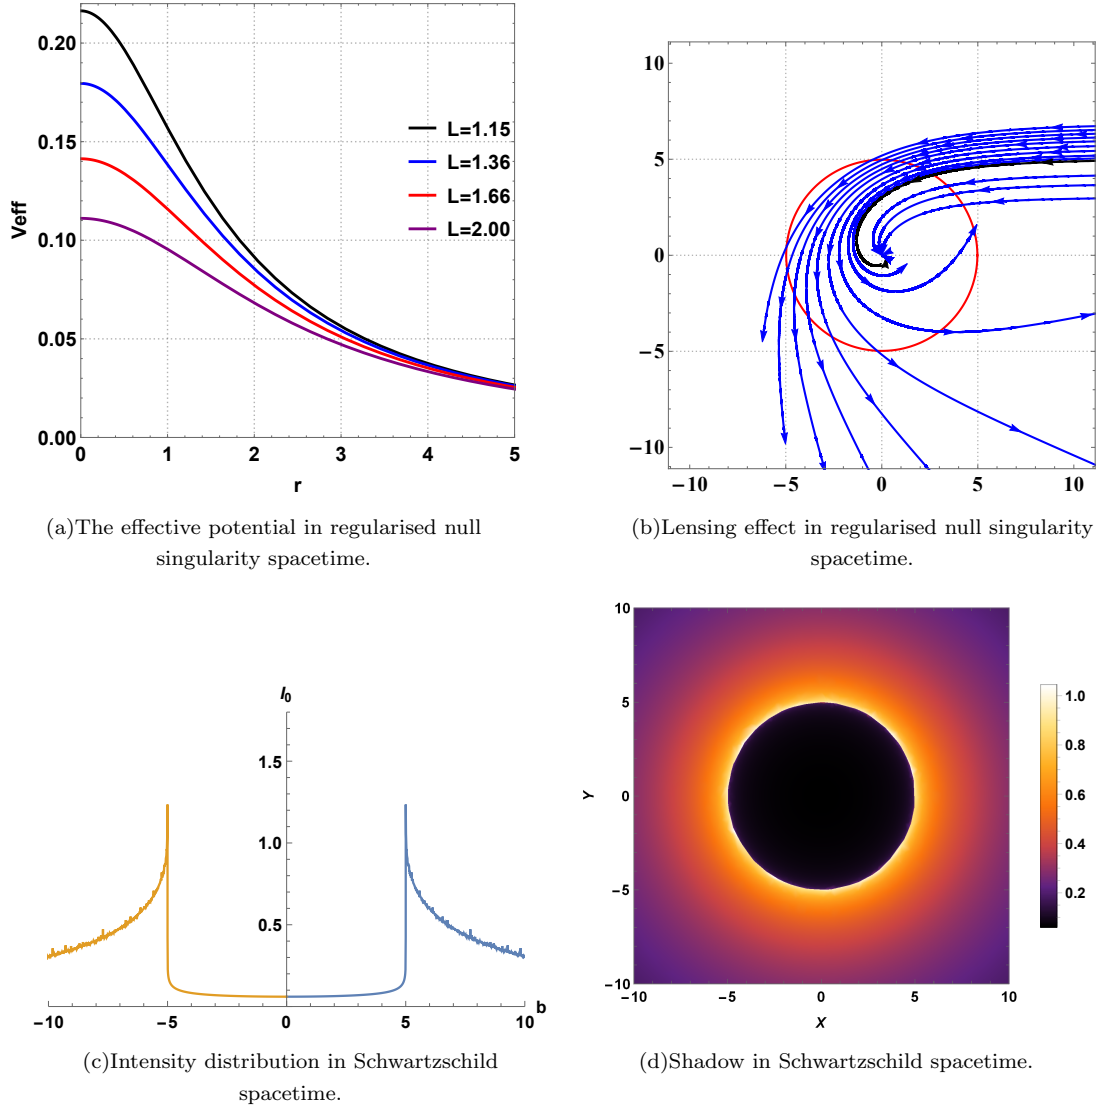 0.20
0.15
0.10
0.05
0.00
Veff
L=1.15
L=1.36
L=1.66
L=2.00
0 1 2 3 4 5
r
(a)The effective potential in regularised null
singularity spacetime.
10
5
0
−5
−10
−10 −5 0 5 10
(b)Lensing effect in regularised null singularity
spacetime.
I0
1.5
1.0
0.5
b
−10 −5 0 5 10
(c)Intensity distribution in Schwartzschild
spacetime.
10
5
0
−5
−10
Y
−10 −5 0 5 10
X
1.0
0.8
0.6
0.4
0.2
(d)Shadow in Schwartzschild spacetime.